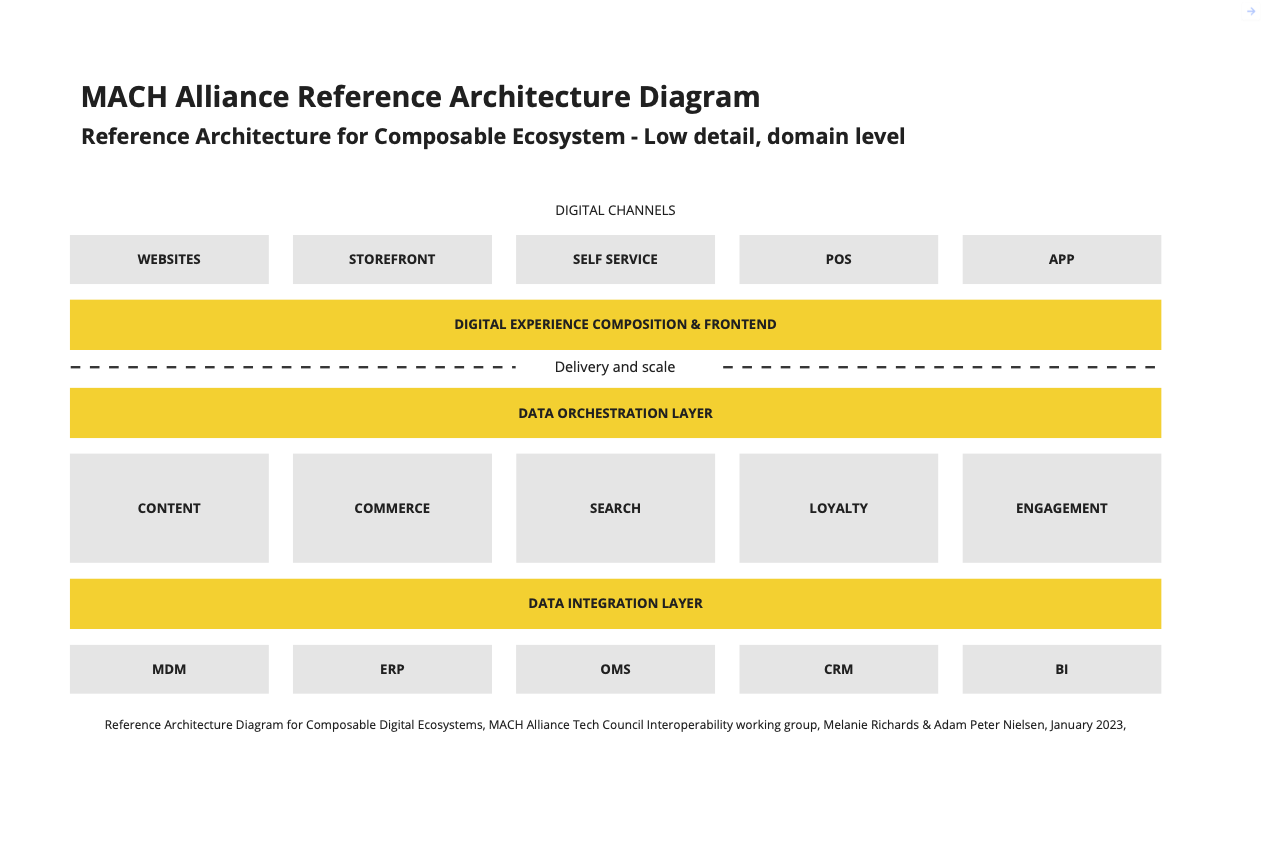 MACH Alliance Reference Architecture Diagram
Reference Architecture for Composable Ecosystem - Low detail, domain level
DIGITAL CHANNELS
WEBSITES
STOREFRONT
SELF SERVICE
POS
APP
DIGITAL EXPERIENCE COMPOSITION & FRONTEND
Delivery and scale
DATA ORCHESTRATION LAYER
CONTENT
COMMERCE
SEARCH
LOYALTY
ENGAGEMENT
DATA INTEGRATION LAYER
MDM
ERP
OMS
CRM
BI
Reference Architecture Diagram for Composable Digital Ecosystems, MACH Alliance Tech Council Interoperability working group, Melanie Richards & Adam Peter Nielsen, January 2023,